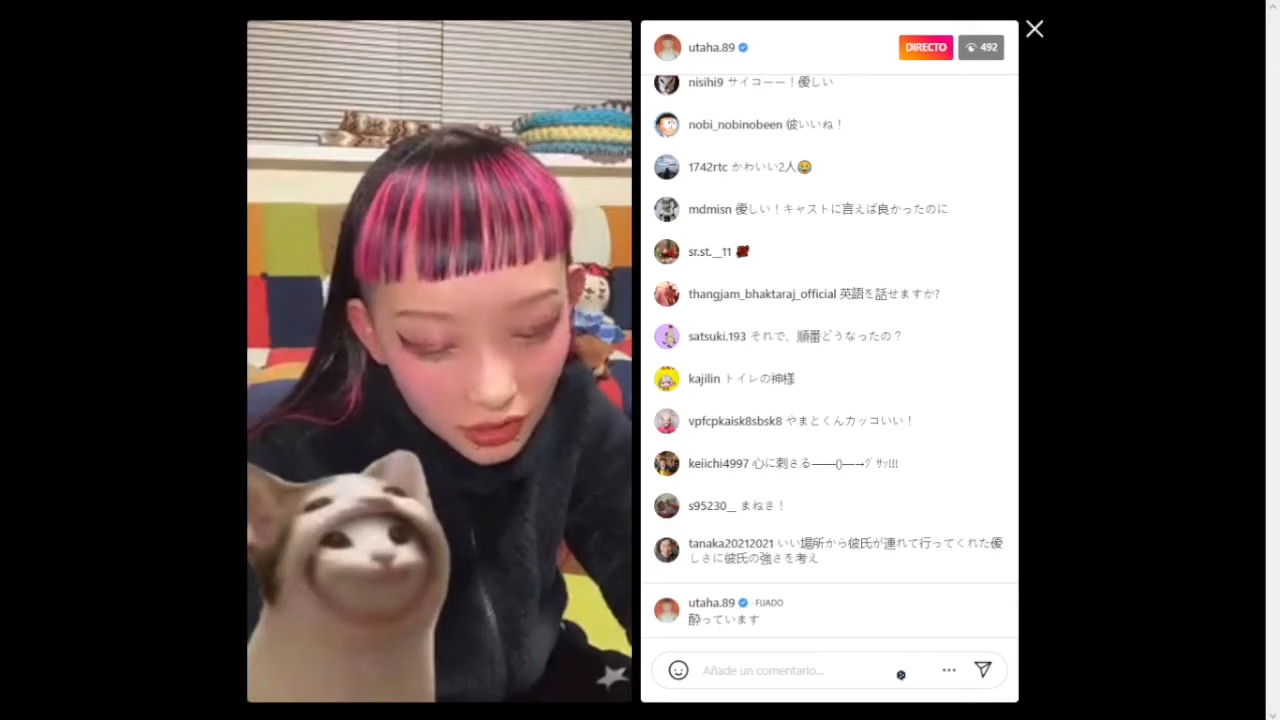 utaha.89
DIRECTO
492
nisihi9 サイコーー！優しい
nobi_nobinobeen 彼いいね！
1742rtc かわいい2人😂
mdmisn 優しい！キャストに言えば良かったのに
sr.st.__11
thangjam_bhaktaraj_official 英語を話せますか?
satsuki.193 それで、順番どうなったの？
kajilin トイレの神様
vpfcpkaisk8sbsk8 やまとくんカッコいい！
keiichi4997 心に刺さる——()—→ｸﾞｻｯ!!!
s95230__ まねき！
tanaka20212021 いい場所から彼氏が連れて行ってくれた優
しさに彼氏の強さを考え
utaha.89 · FIJADO
酔っています
Añade un comentario...